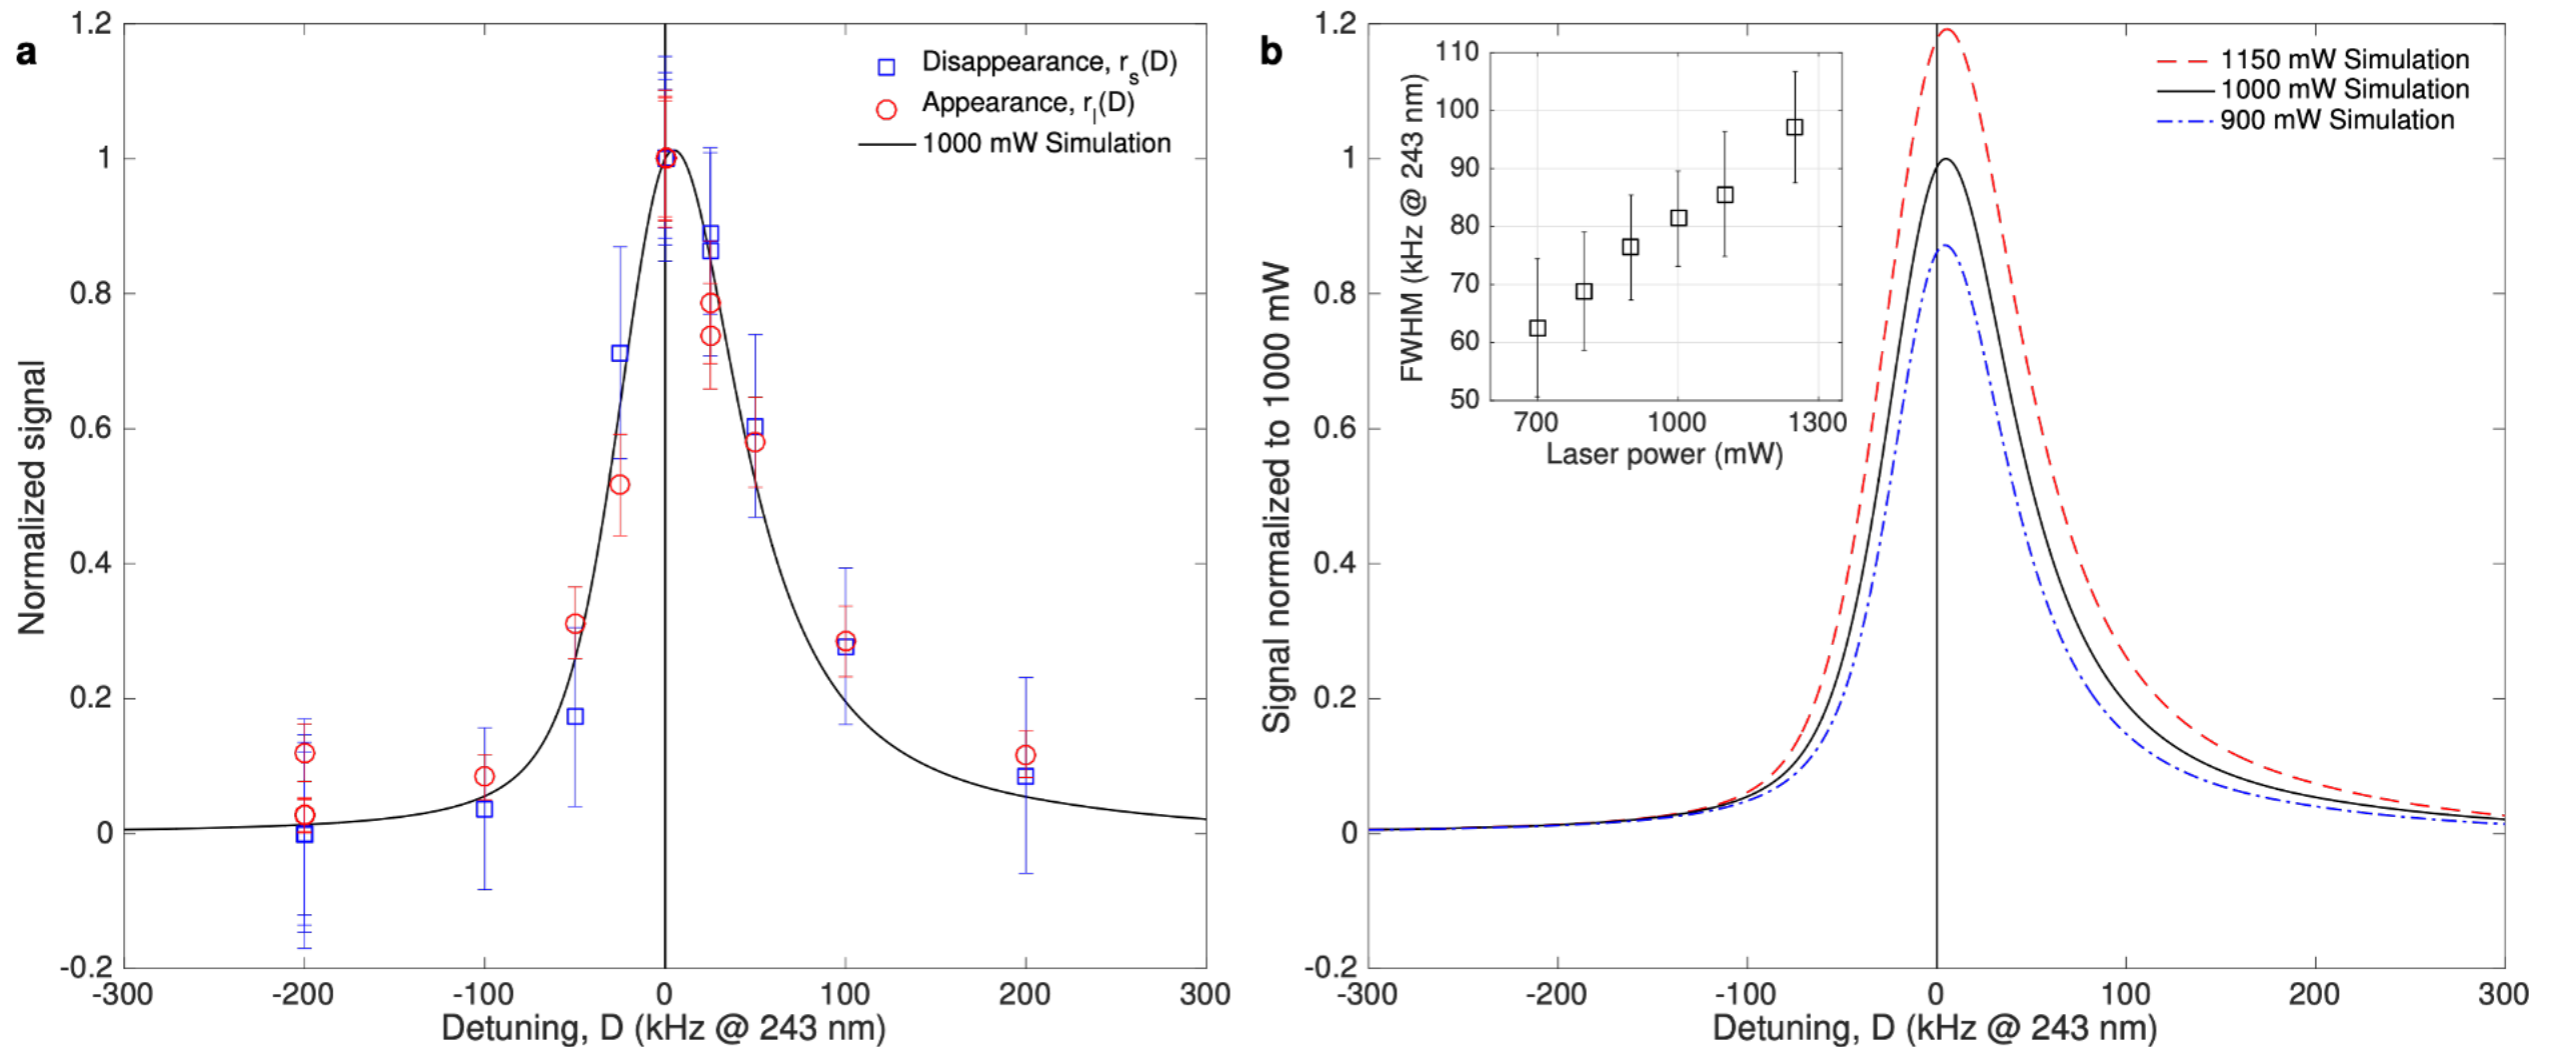 a
1.2
1
0.8
0.6
0.4
0.2
0
-0.2
Normalized signal
Disappearance, r_s(D)
Appearance, r_l(D)
1000 mW Simulation
-300 -200 -100 0 100 200 300
Detuning, D (kHz @ 243 nm)
b
1.2
1
0.8
0.6
0.4
0.2
0
-0.2
Signal normalized to 1000 mW
110
100
90
80
70
60
50
FWHM (kHz @ 243 nm)
700 1000 1300
Laser power (mW)
1150 mW Simulation
1000 mW Simulation
900 mW Simulation
-300 -200 -100 0 100 200 300
Detuning, D (kHz @ 243 nm)